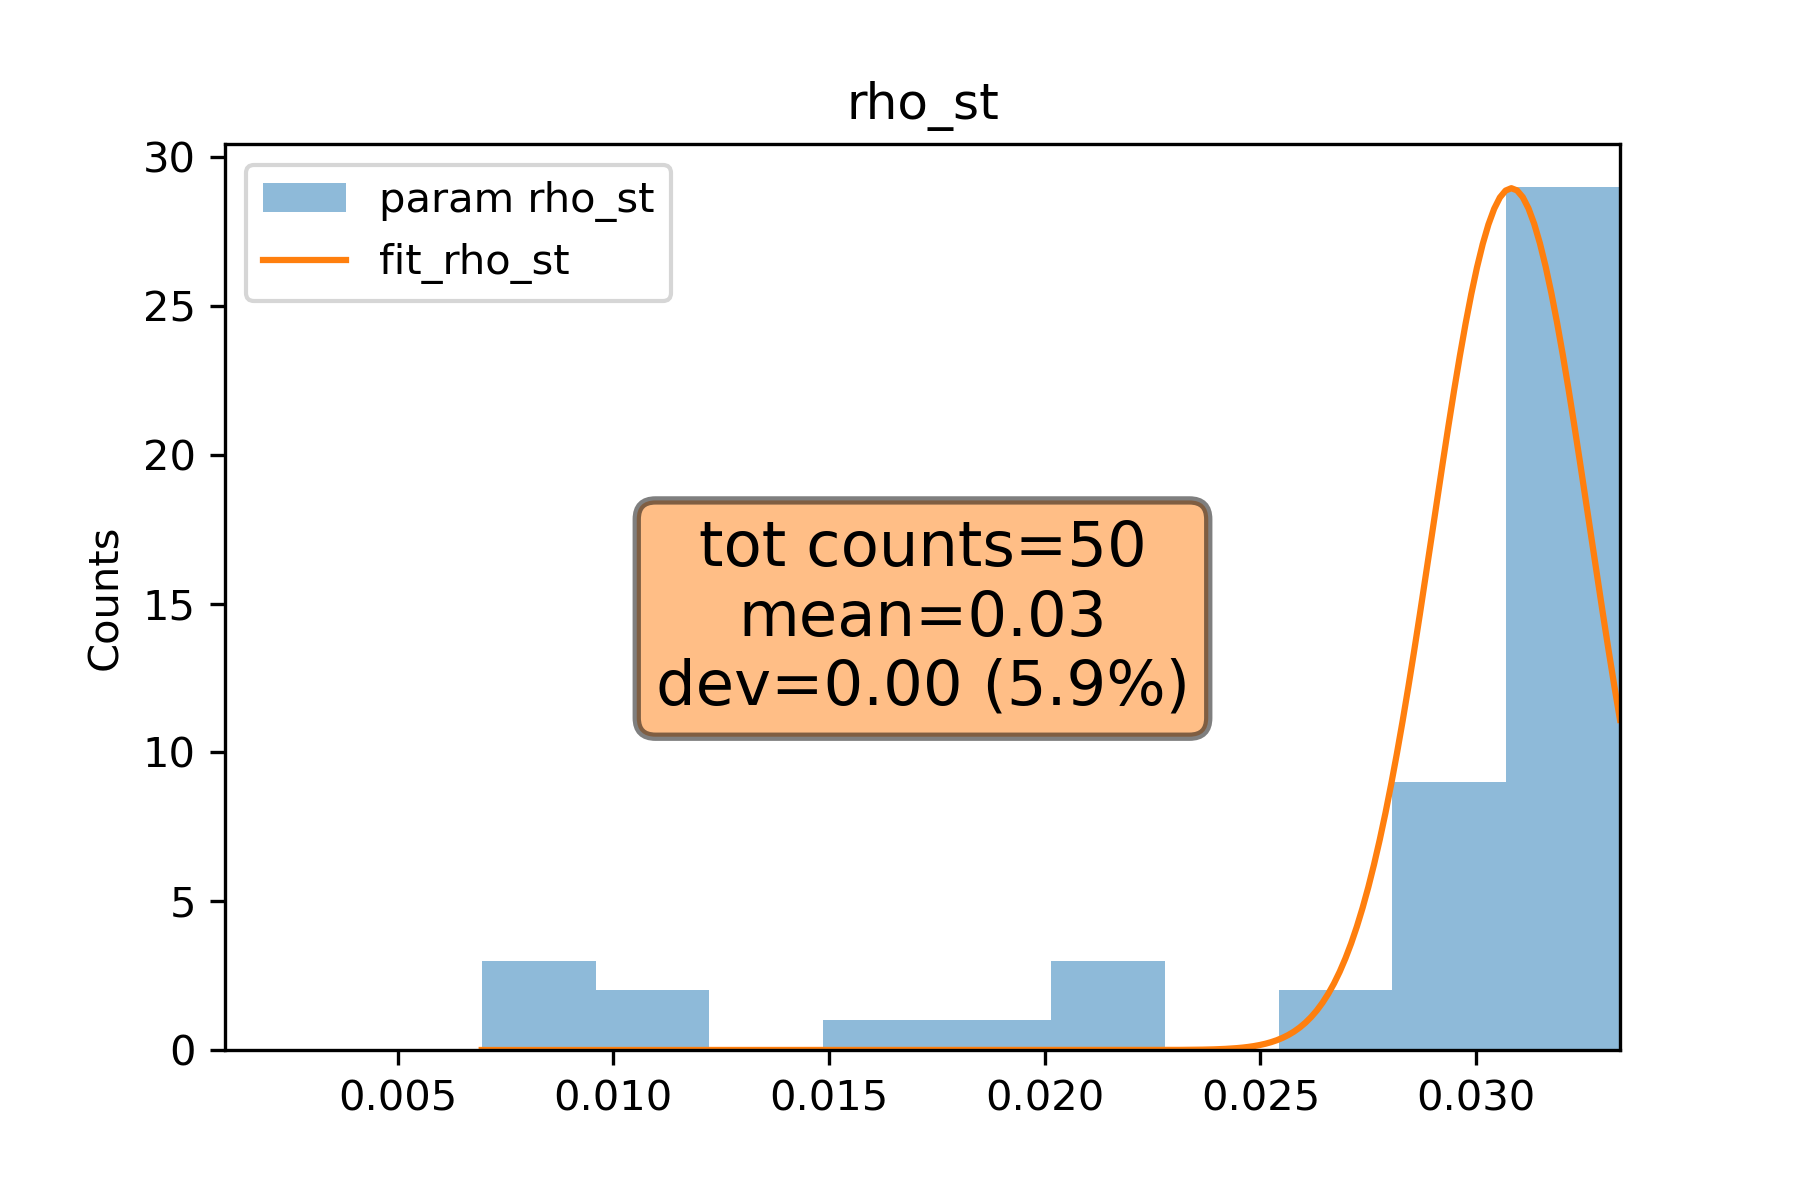 rho_st
param rho_st
fit_rho_st
Counts
30
25
20
15
10
5
0
tot counts=50
mean=0.03
dev=0.00 (5.9%)
0.005 0.010 0.015 0.020 0.025 0.030